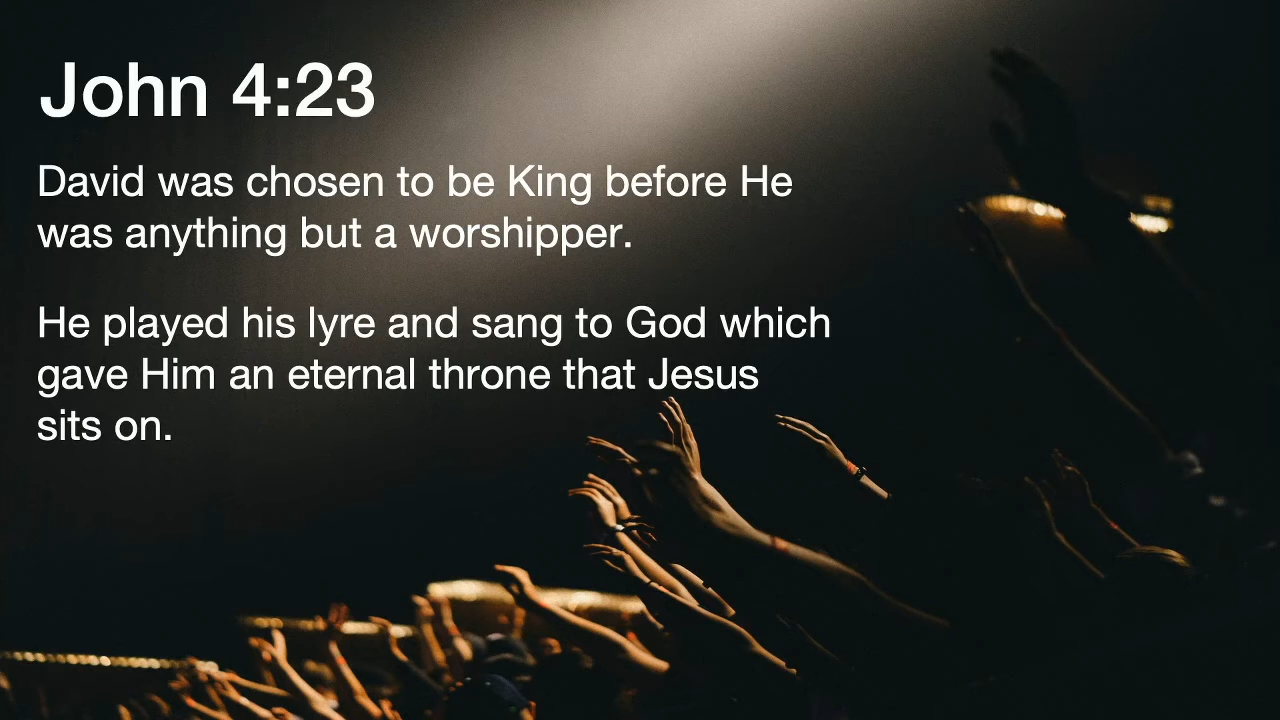 John 4:23
David was chosen to be King before He
was anything but a worshipper.
He played his lyre and sang to God which
gave Him an eternal throne that Jesus
sits on.